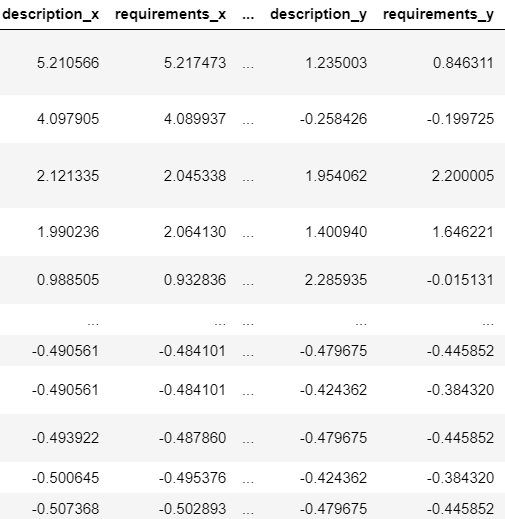 description_x requirements_x ... description_y requirements_y
5.210566 5.217473 ... 1.235003 0.846311
4.097905 4.089937 ... -0.258426 -0.199725
2.121335 2.045338 ... 1.954062 2.200005
1.990236 2.064130 ... 1.400940 1.646221
0.988505 0.932836 ... 2.285935 -0.015131
... ... ... ... ...
-0.490561 -0.484101 ... -0.479675 -0.445852
-0.490561 -0.484101 ... -0.424362 -0.384320
-0.493922 -0.487860 ... -0.479675 -0.445852
-0.500645 -0.495376 ... -0.424362 -0.384320
-0.507368 -0.502893 ... -0.479675 -0.445852